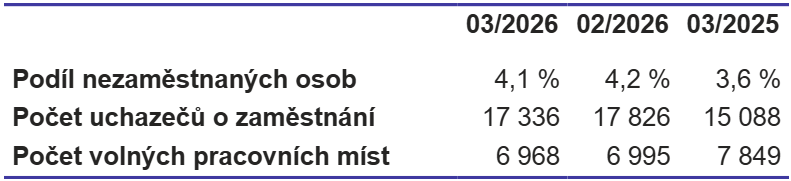 03/2026 02/2026 03/2025
Podíl nezaměstnaných osob 4,1 % 4,2 % 3,6 %
Počet uchazečů o zaměstnání 17 336 17 826 15 088
Počet volných pracovních míst 6 968 6 995 7 849